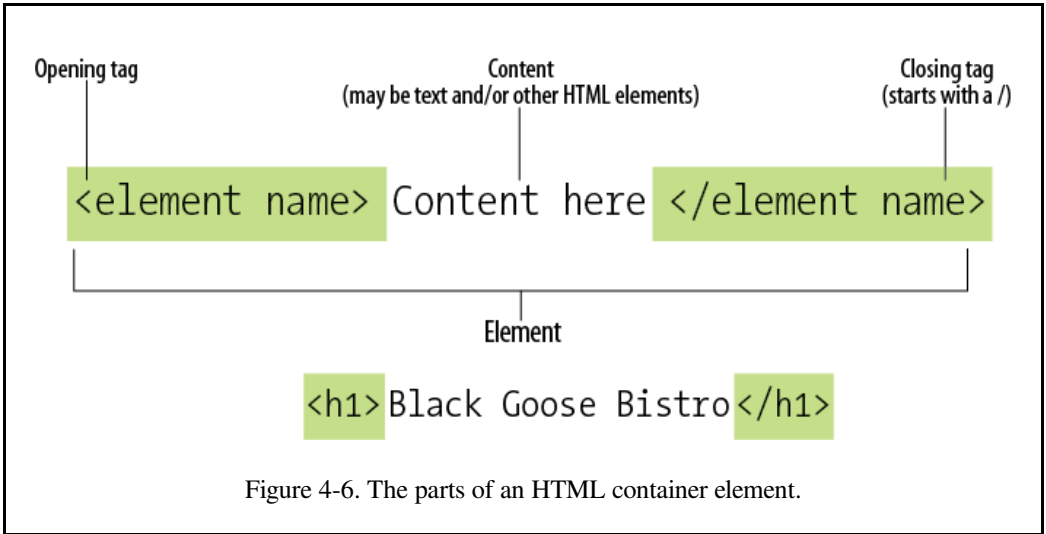 Opening tag
Content
(may be text and/or other HTML elements)
Closing tag
(starts with a /)
<element name> Content here </element name>
Element
<h1>Black Goose Bistro</h1>
Figure 4-6. The parts of an HTML container element.